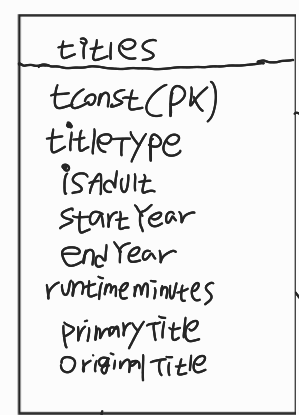 titles
tconst(PK)
titleType
isAdult
startYear
endYear
runtimeminutes
primaryTitle
OriginalTitle